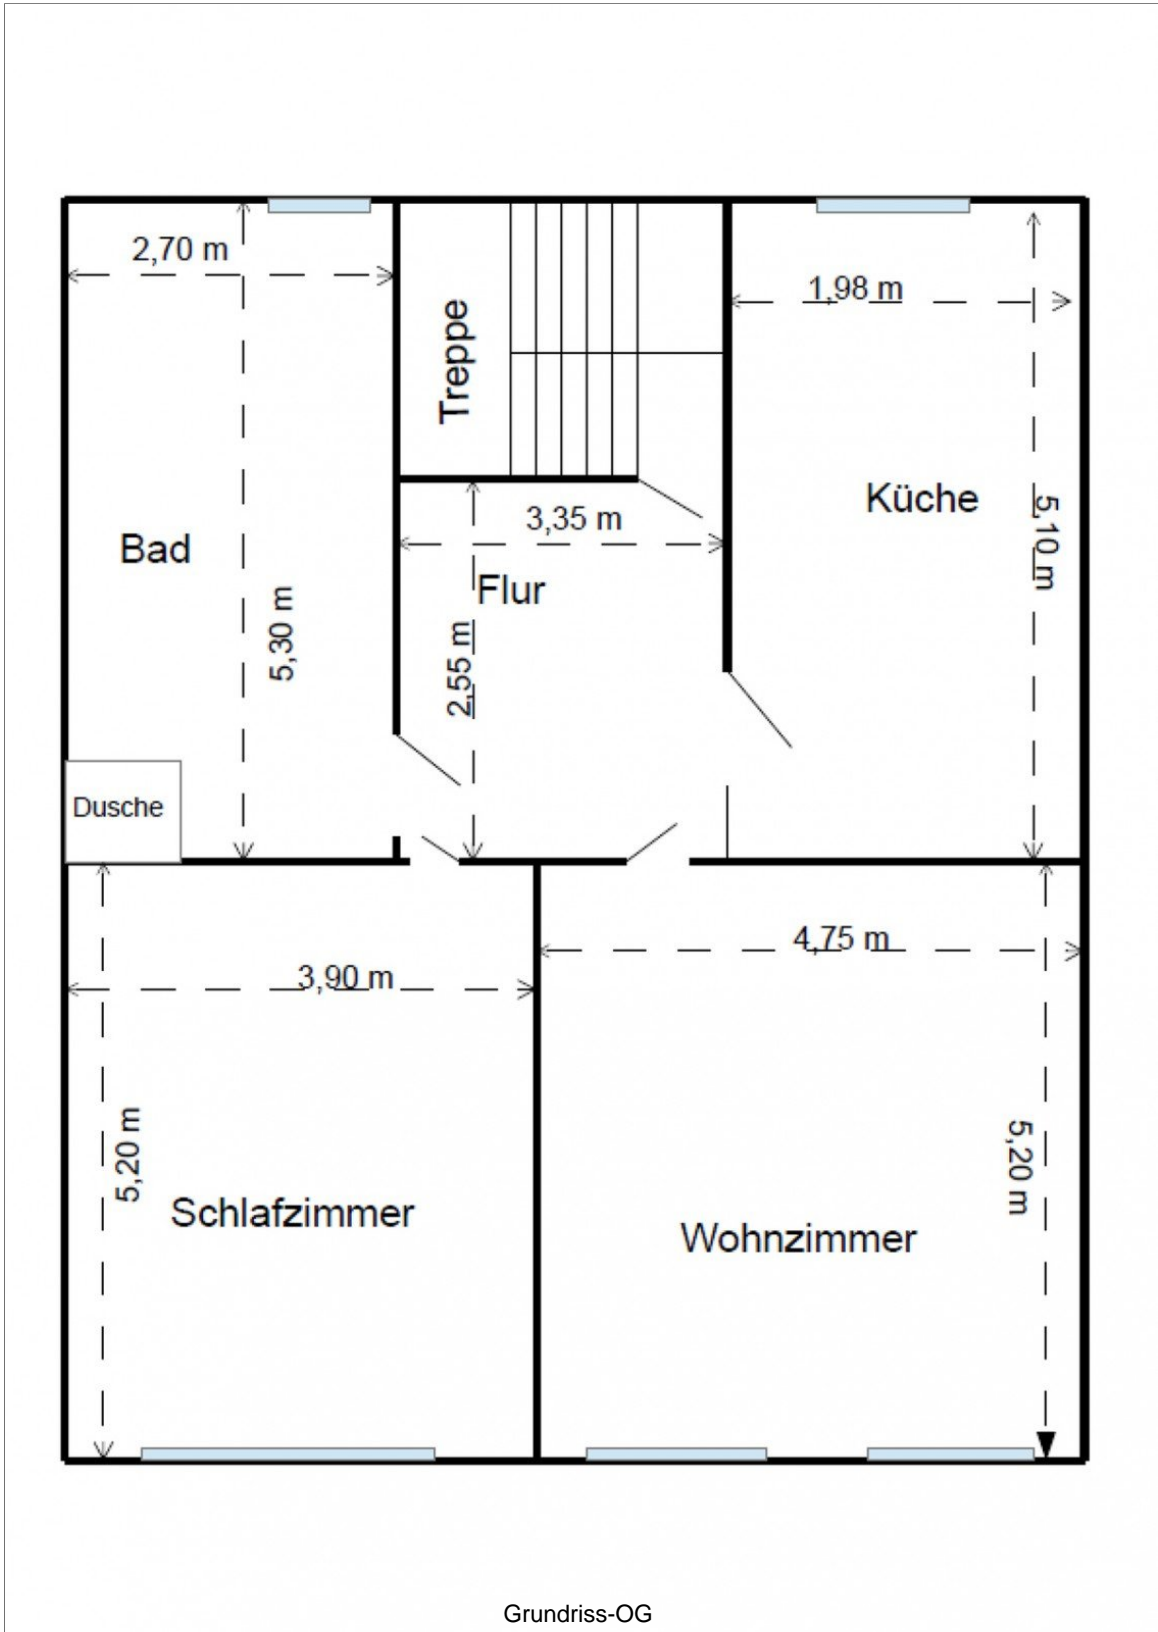 2,70 m
1,98 m
Treppe
Küche
5,10 m
3,35 m
Bad
Flur
5,30 m
2,55 m
Dusche
4,75 m
3,90 m
5,20 m
5,20 m
Schlafzimmer
Wohnzimmer
Grundriss-OG